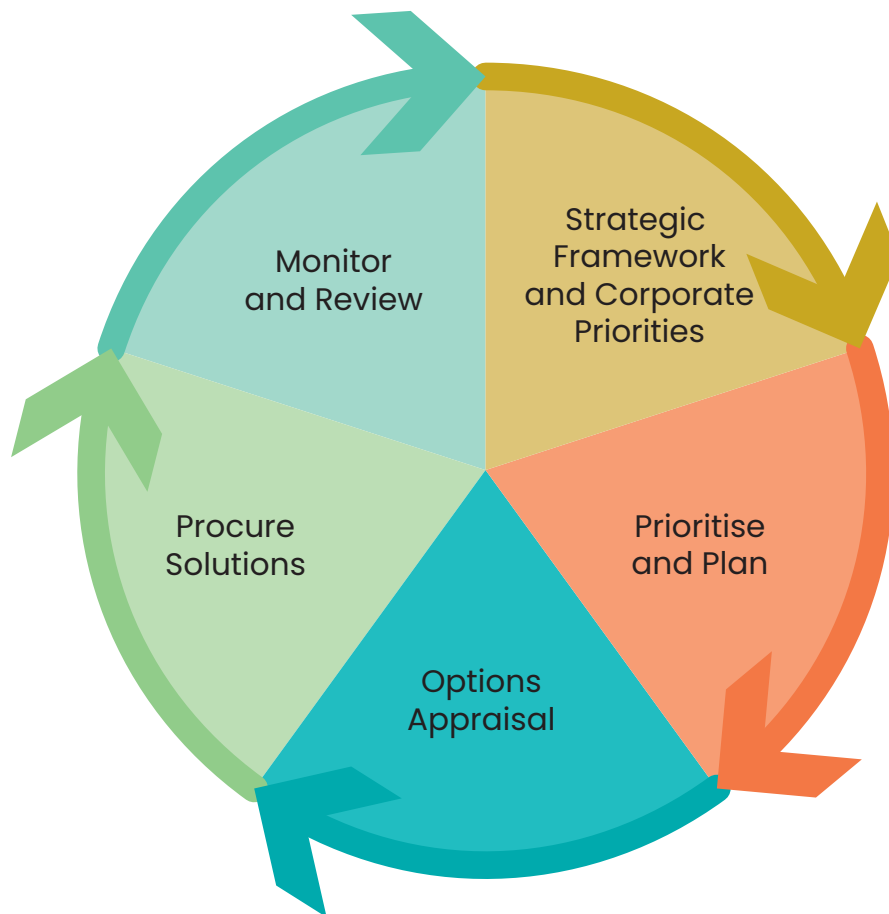 Strategic
Framework
and Corporate
Priorities
Prioritise
and Plan
Options
Appraisal
Procure
Solutions
Monitor
and Review